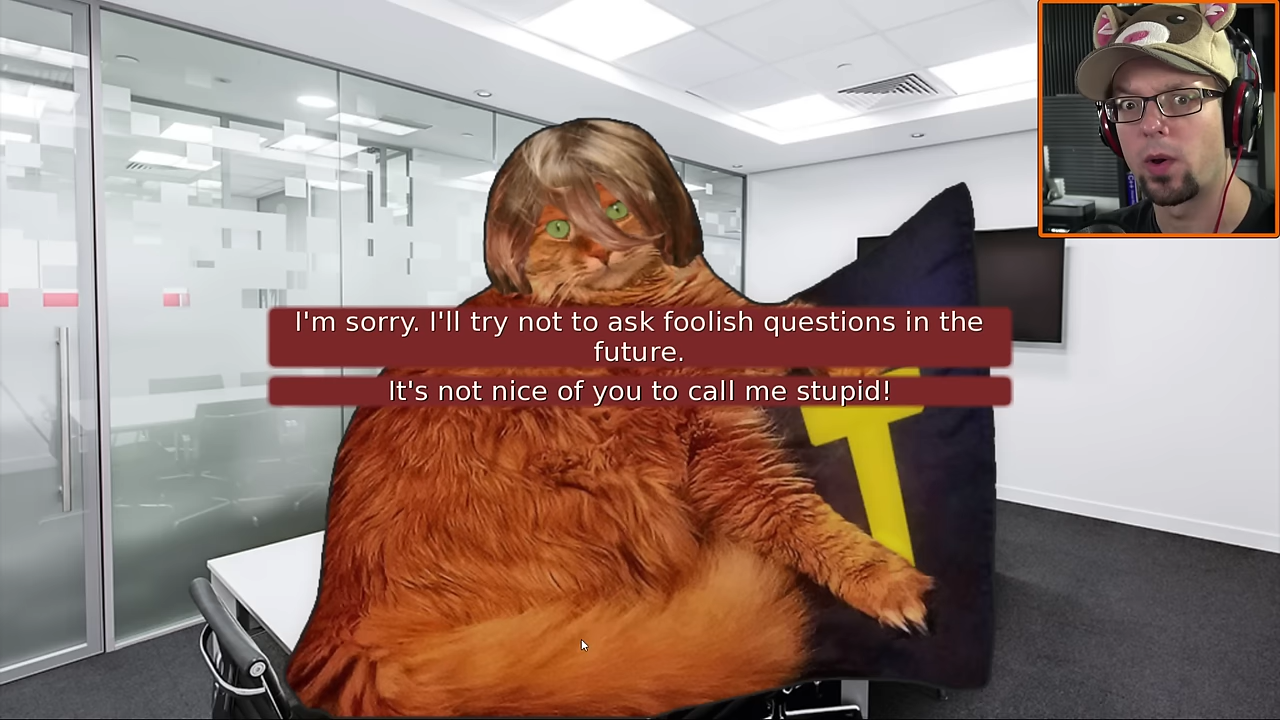 I'm sorry. I'll try not to ask foolish questions in the
future.
It's not nice of you to call me stupid!